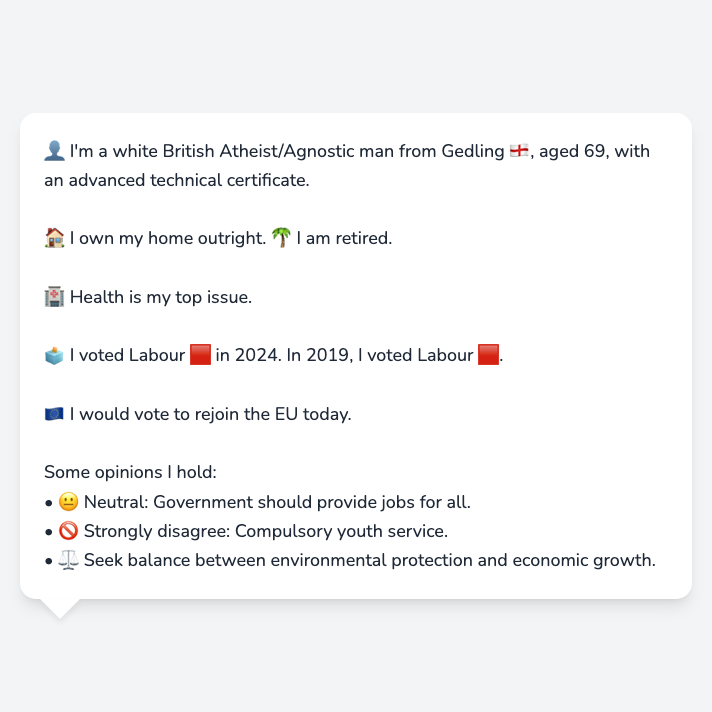 👤 I'm a white British Atheist/Agnostic man from Gedling 🏴󠁧󠁢󠁥󠁮󠁧󠁿, aged 69, with
an advanced technical certificate.
🏠 I own my home outright. 🌴 I am retired.
🏥 Health is my top issue.
🗳️ I voted Labour 🟥 in 2024. In 2019, I voted Labour 🟥.
🇪🇺 I would vote to rejoin the EU today.
Some opinions I hold:
• 😐 Neutral: Government should provide jobs for all.
• 🚫 Strongly disagree: Compulsory youth service.
• ⚖️ Seek balance between environmental protection and economic growth.